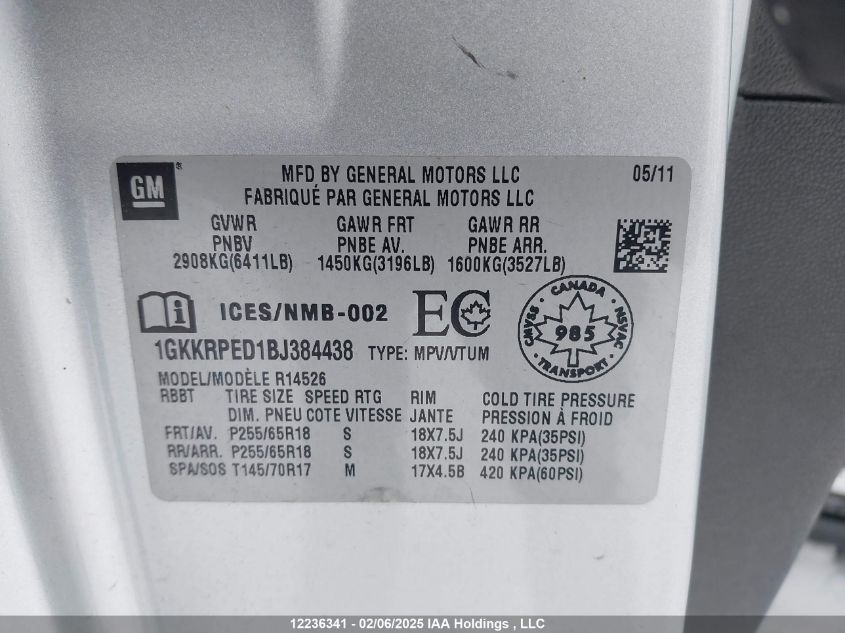 GM
MFD BY GENERAL MOTORS LLC 05/11
FABRIQUÉ PAR GENERAL MOTORS LLC
GVWR GAWR FRT GAWR RR
PNBV PNBE AV. PNBE ARR.
2908KG(6411LB) 1450KG(3196LB) 1600KG(3527LB)
i ICES/NMB-002 EC
CANADA
CMVSS 985 NSVAC
TRANSPORT
1GKKRPED1BJ384438 TYPE: MPV/VTUM
MODEL/MODÈLE R14526
RBBT TIRE SIZE SPEED RTG RIM COLD TIRE PRESSURE
DIM. PNEU COTE VITESSE JANTE PRESSION À FROID
FRT/AV. P255/65R18 S 18X7.5J 240 KPA(35PSI)
RR/ARR. P255/65R18 S 18X7.5J 240 KPA(35PSI)
SPA/SOS T145/70R17 M 17X4.5B 420 KPA(60PSI)
12236341 - 02/06/2025 IAA Holdings , LLC